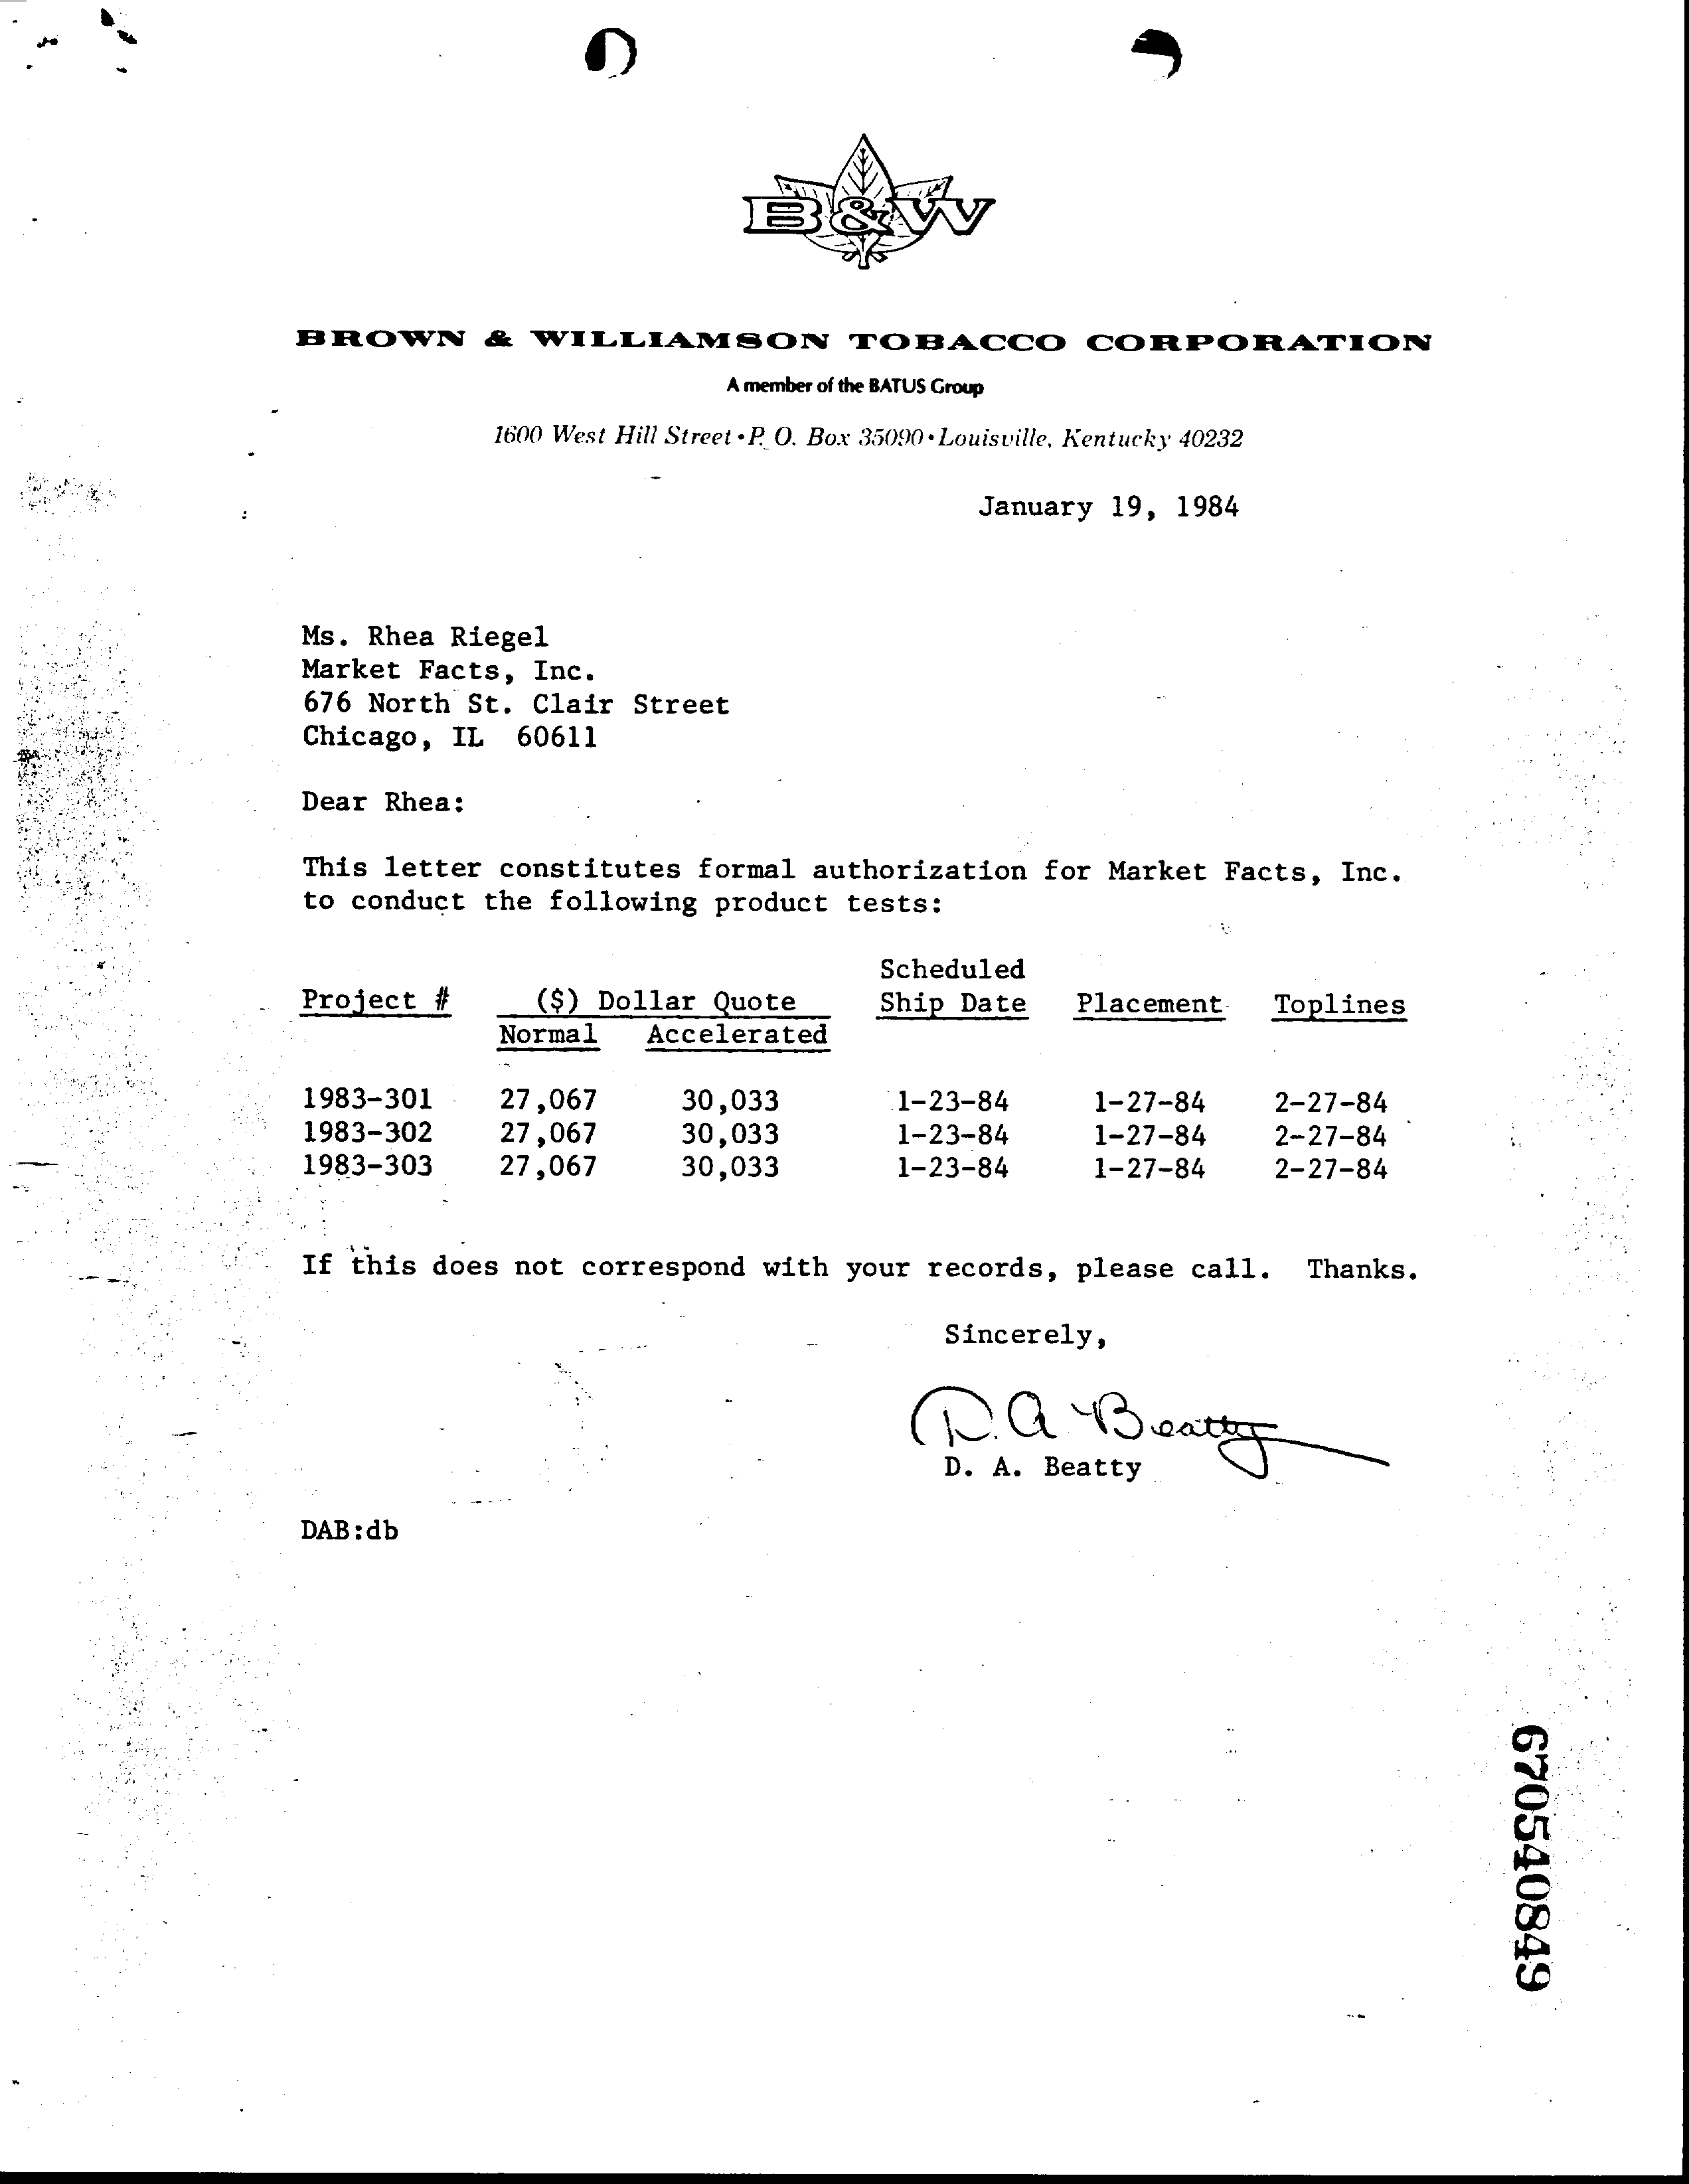 B&W
BROWN & WILLIAMSON TOBACCO CORPORATION
A member of the BATUS Group
1600 West Hill Street • P. O. Box 35090 • Louisville, Kentucky 40232
January 19, 1984
Ms. Rhea Riegel
Market Facts, Inc.
676 North St. Clair Street
Chicago, IL 60611
Dear Rhea:
This letter constitutes formal authorization for Market Facts, Inc.
to conduct the following product tests:
Scheduled
Project # ($) Dollar Quote Ship Date Placement Toplines
Normal Accelerated
1983-301 27,067 30,033 1-23-84 1-27-84 2-27-84
1983-302 27,067 30,033 1-23-84 1-27-84 2-27-84
1983-303 27,067 30,033 1-23-84 1-27-84 2-27-84
If this does not correspond with your records, please call. Thanks.
Sincerely,
D. A Beatty
D. A. Beatty
DAB:db
670540849